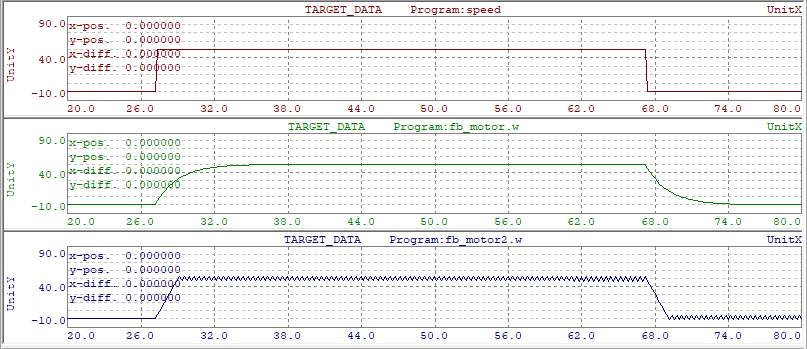 TARGET_DATA Program:speed UnitX
90.0 x-pos. 0.000000
y-pos. 0.000000
UnitY 40.0 x-diff. 0.000000
y-diff. 0.000000
-10.0
20.0 26.0 32.0 38.0 44.0 50.0 56.0 62.0 68.0 74.0 80.0
TARGET_DATA Program:fb_motor.w UnitX
90.0 x-pos. 0.000000
y-pos. 0.000000
UnitY 40.0 x-diff. 0.000000
y-diff. 0.000000
-10.0
20.0 26.0 32.0 38.0 44.0 50.0 56.0 62.0 68.0 74.0 80.0
TARGET_DATA Program:fb_motor2.w UnitX
90.0 x-pos. 0.000000
y-pos. 0.000000
UnitY 40.0 x-diff. 0.000000
y-diff. 0.000000
-10.0
20.0 26.0 32.0 38.0 44.0 50.0 56.0 62.0 68.0 74.0 80.0